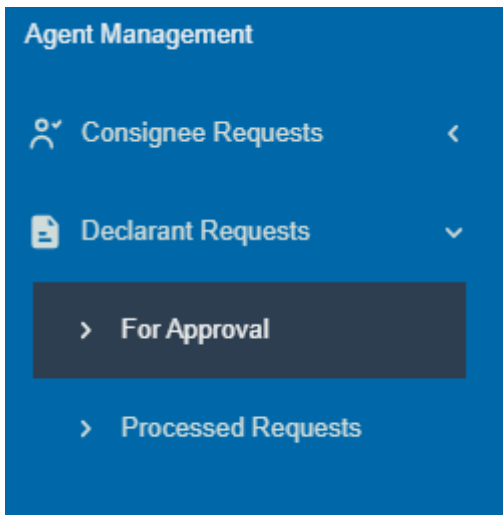 Agent Management
Consignee Requests
Declarant Requests
For Approval
Processed Requests